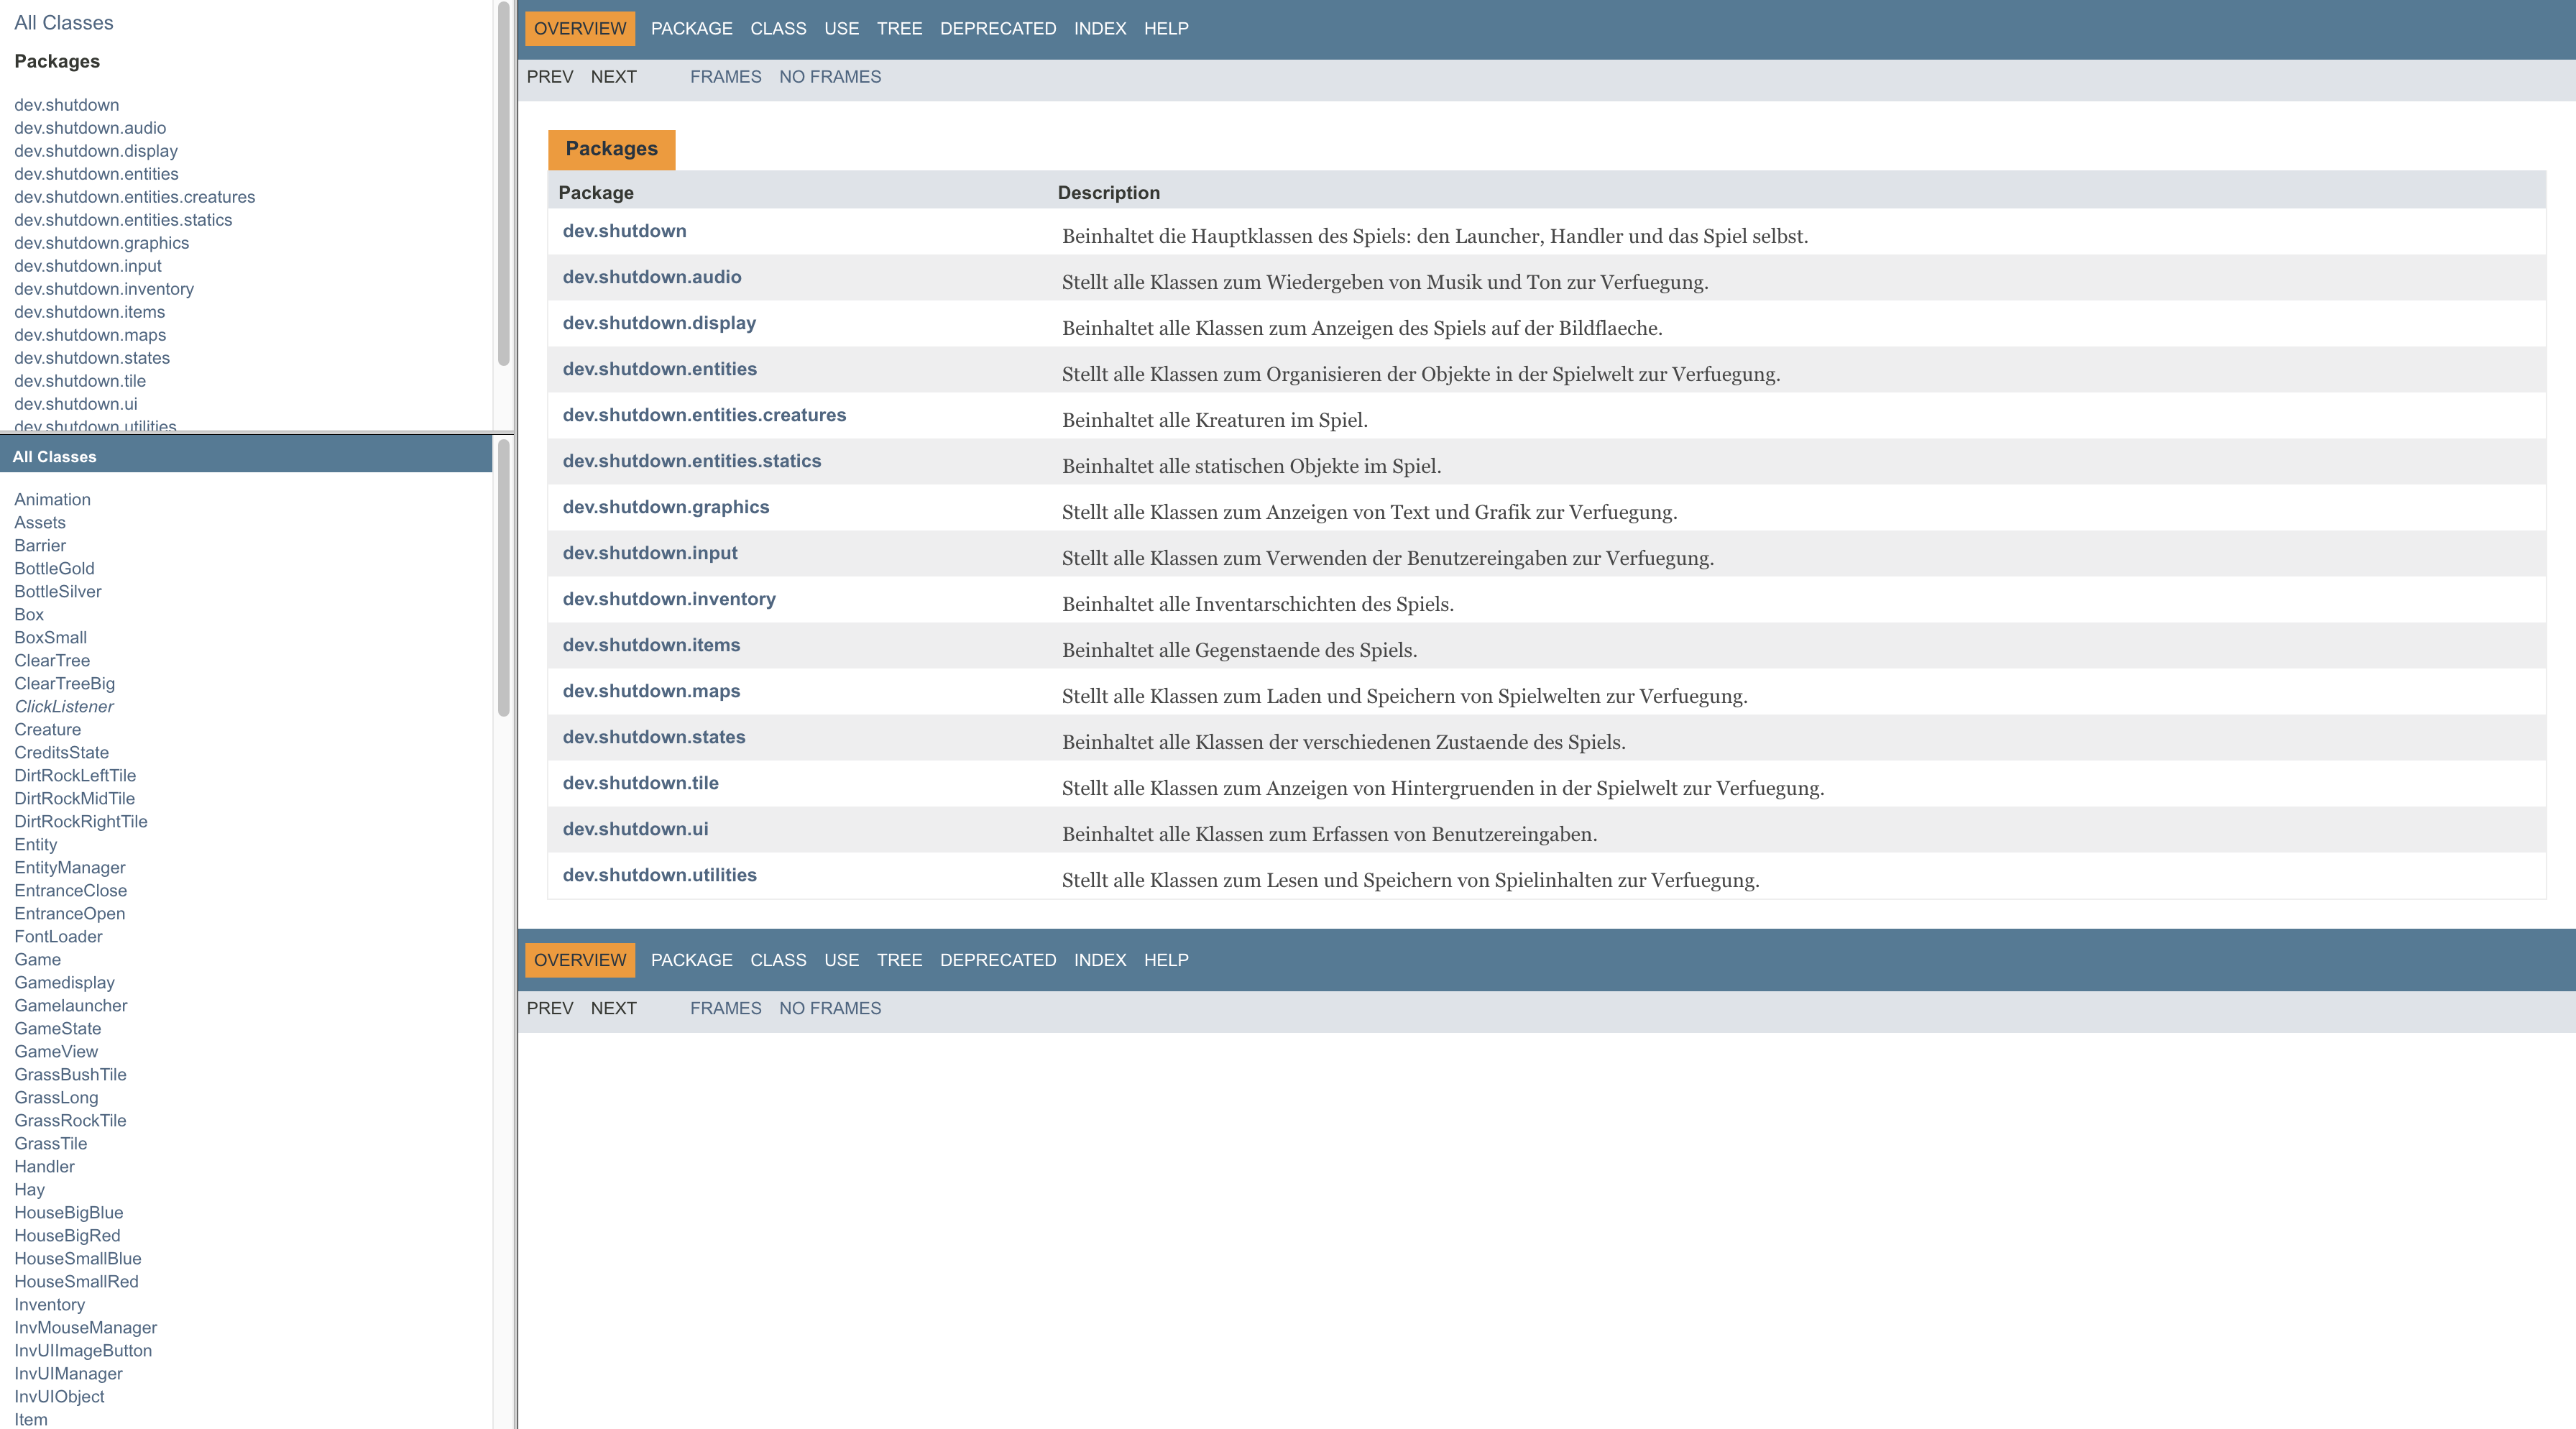 All Classes
Packages
dev.shutdown
dev.shutdown.audio
dev.shutdown.display
dev.shutdown.entities
dev.shutdown.entities.creatures
dev.shutdown.entities.statics
dev.shutdown.graphics
dev.shutdown.input
dev.shutdown.inventory
dev.shutdown.items
dev.shutdown.maps
dev.shutdown.states
dev.shutdown.tile
dev.shutdown.ui
dev.shutdown.utilities
All Classes
Animation
Assets
Barrier
BottleGold
BottleSilver
Box
BoxSmall
ClearTree
ClearTreeBig
ClickListener
Creature
CreditsState
DirtRockLeftTile
DirtRockMidTile
DirtRockRightTile
Entity
EntityManager
EntranceClose
EntranceOpen
FontLoader
Game
Gamedisplay
Gamelauncher
GameState
GameView
GrassBushTile
GrassLong
GrassRockTile
GrassTile
Handler
Hay
HouseBigBlue
HouseBigRed
HouseSmallBlue
HouseSmallRed
Inventory
InvMouseManager
InvUIImageButton
InvUIManager
InvUIObject
Item
OVERVIEW PACKAGE CLASS USE TREE DEPRECATED INDEX HELP
PREV NEXT FRAMES NO FRAMES
Packages
Package Description
dev.shutdown Beinhaltet die Hauptklassen des Spiels: den Launcher, Handler und das Spiel selbst.
dev.shutdown.audio Stellt alle Klassen zum Wiedergeben von Musik und Ton zur Verfuegung.
dev.shutdown.display Beinhaltet alle Klassen zum Anzeigen des Spiels auf der Bildflaeche.
dev.shutdown.entities Stellt alle Klassen zum Organisieren der Objekte in der Spielwelt zur Verfuegung.
dev.shutdown.entities.creatures Beinhaltet alle Kreaturen im Spiel.
dev.shutdown.entities.statics Beinhaltet alle statischen Objekte im Spiel.
dev.shutdown.graphics Stellt alle Klassen zum Anzeigen von Text und Grafik zur Verfuegung.
dev.shutdown.input Stellt alle Klassen zum Verwenden der Benutzereingaben zur Verfuegung.
dev.shutdown.inventory Beinhaltet alle Inventarschichten des Spiels.
dev.shutdown.items Beinhaltet alle Gegenstaende des Spiels.
dev.shutdown.maps Stellt alle Klassen zum Laden und Speichern von Spielwelten zur Verfuegung.
dev.shutdown.states Beinhaltet alle Klassen der verschiedenen Zustaende des Spiels.
dev.shutdown.tile Stellt alle Klassen zum Anzeigen von Hintergruenden in der Spielwelt zur Verfuegung.
dev.shutdown.ui Beinhaltet alle Klassen zum Erfassen von Benutzereingaben.
dev.shutdown.utilities Stellt alle Klassen zum Lesen und Speichern von Spielinhalten zur Verfuegung.
OVERVIEW PACKAGE CLASS USE TREE DEPRECATED INDEX HELP
PREV NEXT FRAMES NO FRAMES